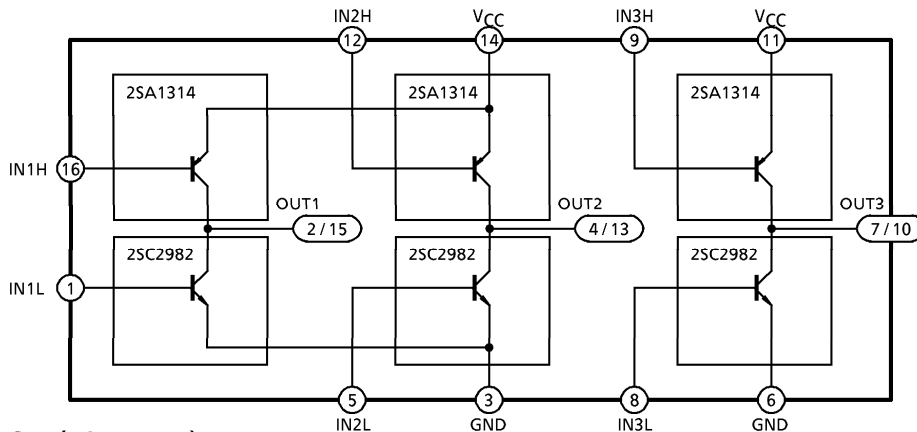 IN2H VCC IN3H VCC
12 14 9 11
2SA1314 2SA1314 2SA1314
IN1H 16
OUT1 OUT2 OUT3
2 / 15 4 / 13 7 / 10
2SC2982 2SC2982 2SC2982
IN1L 1
5 3 8 6
IN2L GND IN3L GND